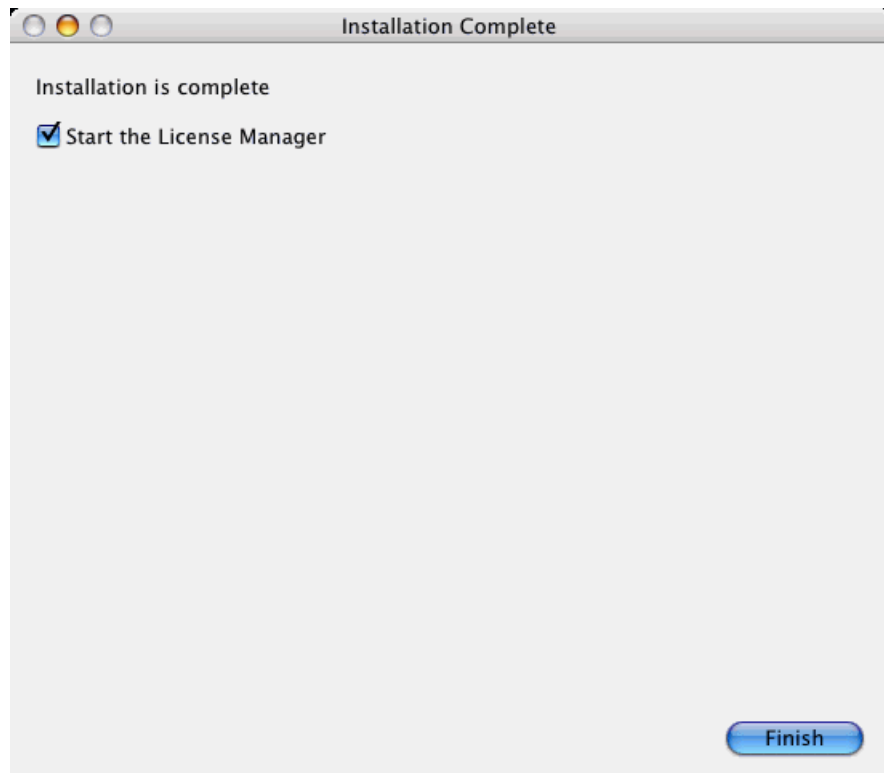 Installation Complete
Installation is complete
Start the License Manager
Finish